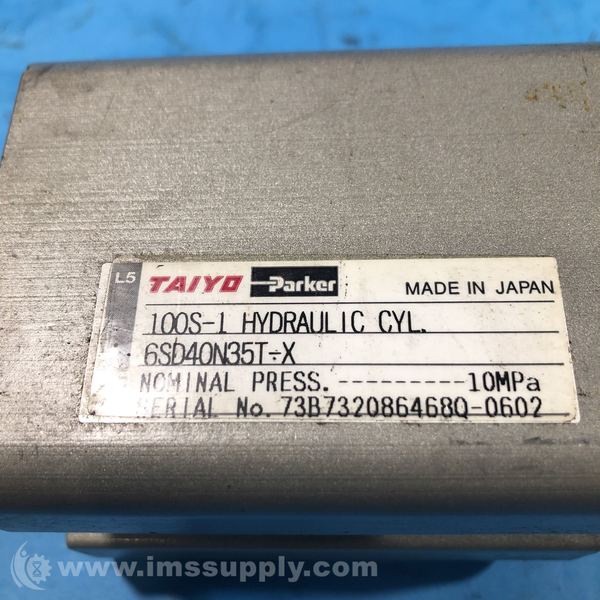 L5 TAIYO Parker MADE IN JAPAN
100S-1 HYDRAULIC CYL.
6SD40N35T-X
NOMINAL PRESS.---------10MPa
SERIAL No. 73B732086468Q-0602
www.imssupply.com